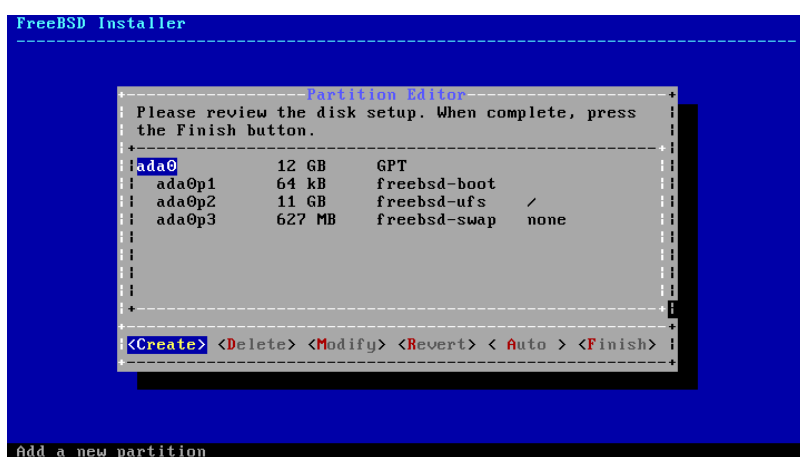 FreeBSD Installer
Partition Editor
Please review the disk setup. When complete, press
the Finish button.
ada0 12 GB GPT
ada0p1 64 kB freebsd-boot
ada0p2 11 GB freebsd-ufs /
ada0p3 627 MB freebsd-swap none
<Create> <Delete> <Modify> <Revert> < Auto > <Finish>
Add a new partition